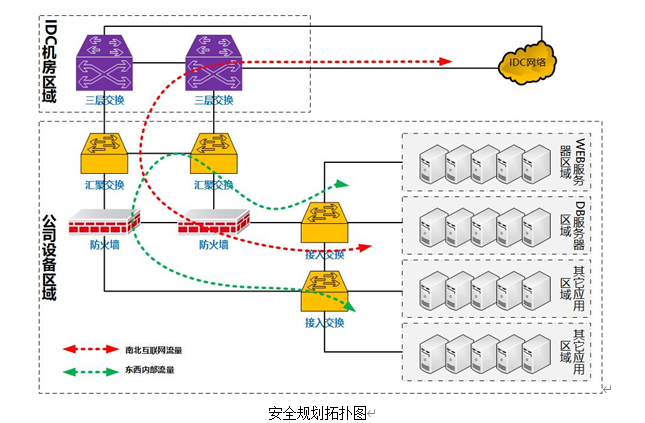 IDC机房区域
三层交换
三层交换
IDC网络
公司设备区域
汇聚交换
汇聚交换
防火墙
防火墙
接入交换
接入交换
WEB服务
器区域
DB服务器
区域
其它应用
区域
其它应用
区域
南北互联网流量
东西内部流量
安全规划拓扑图